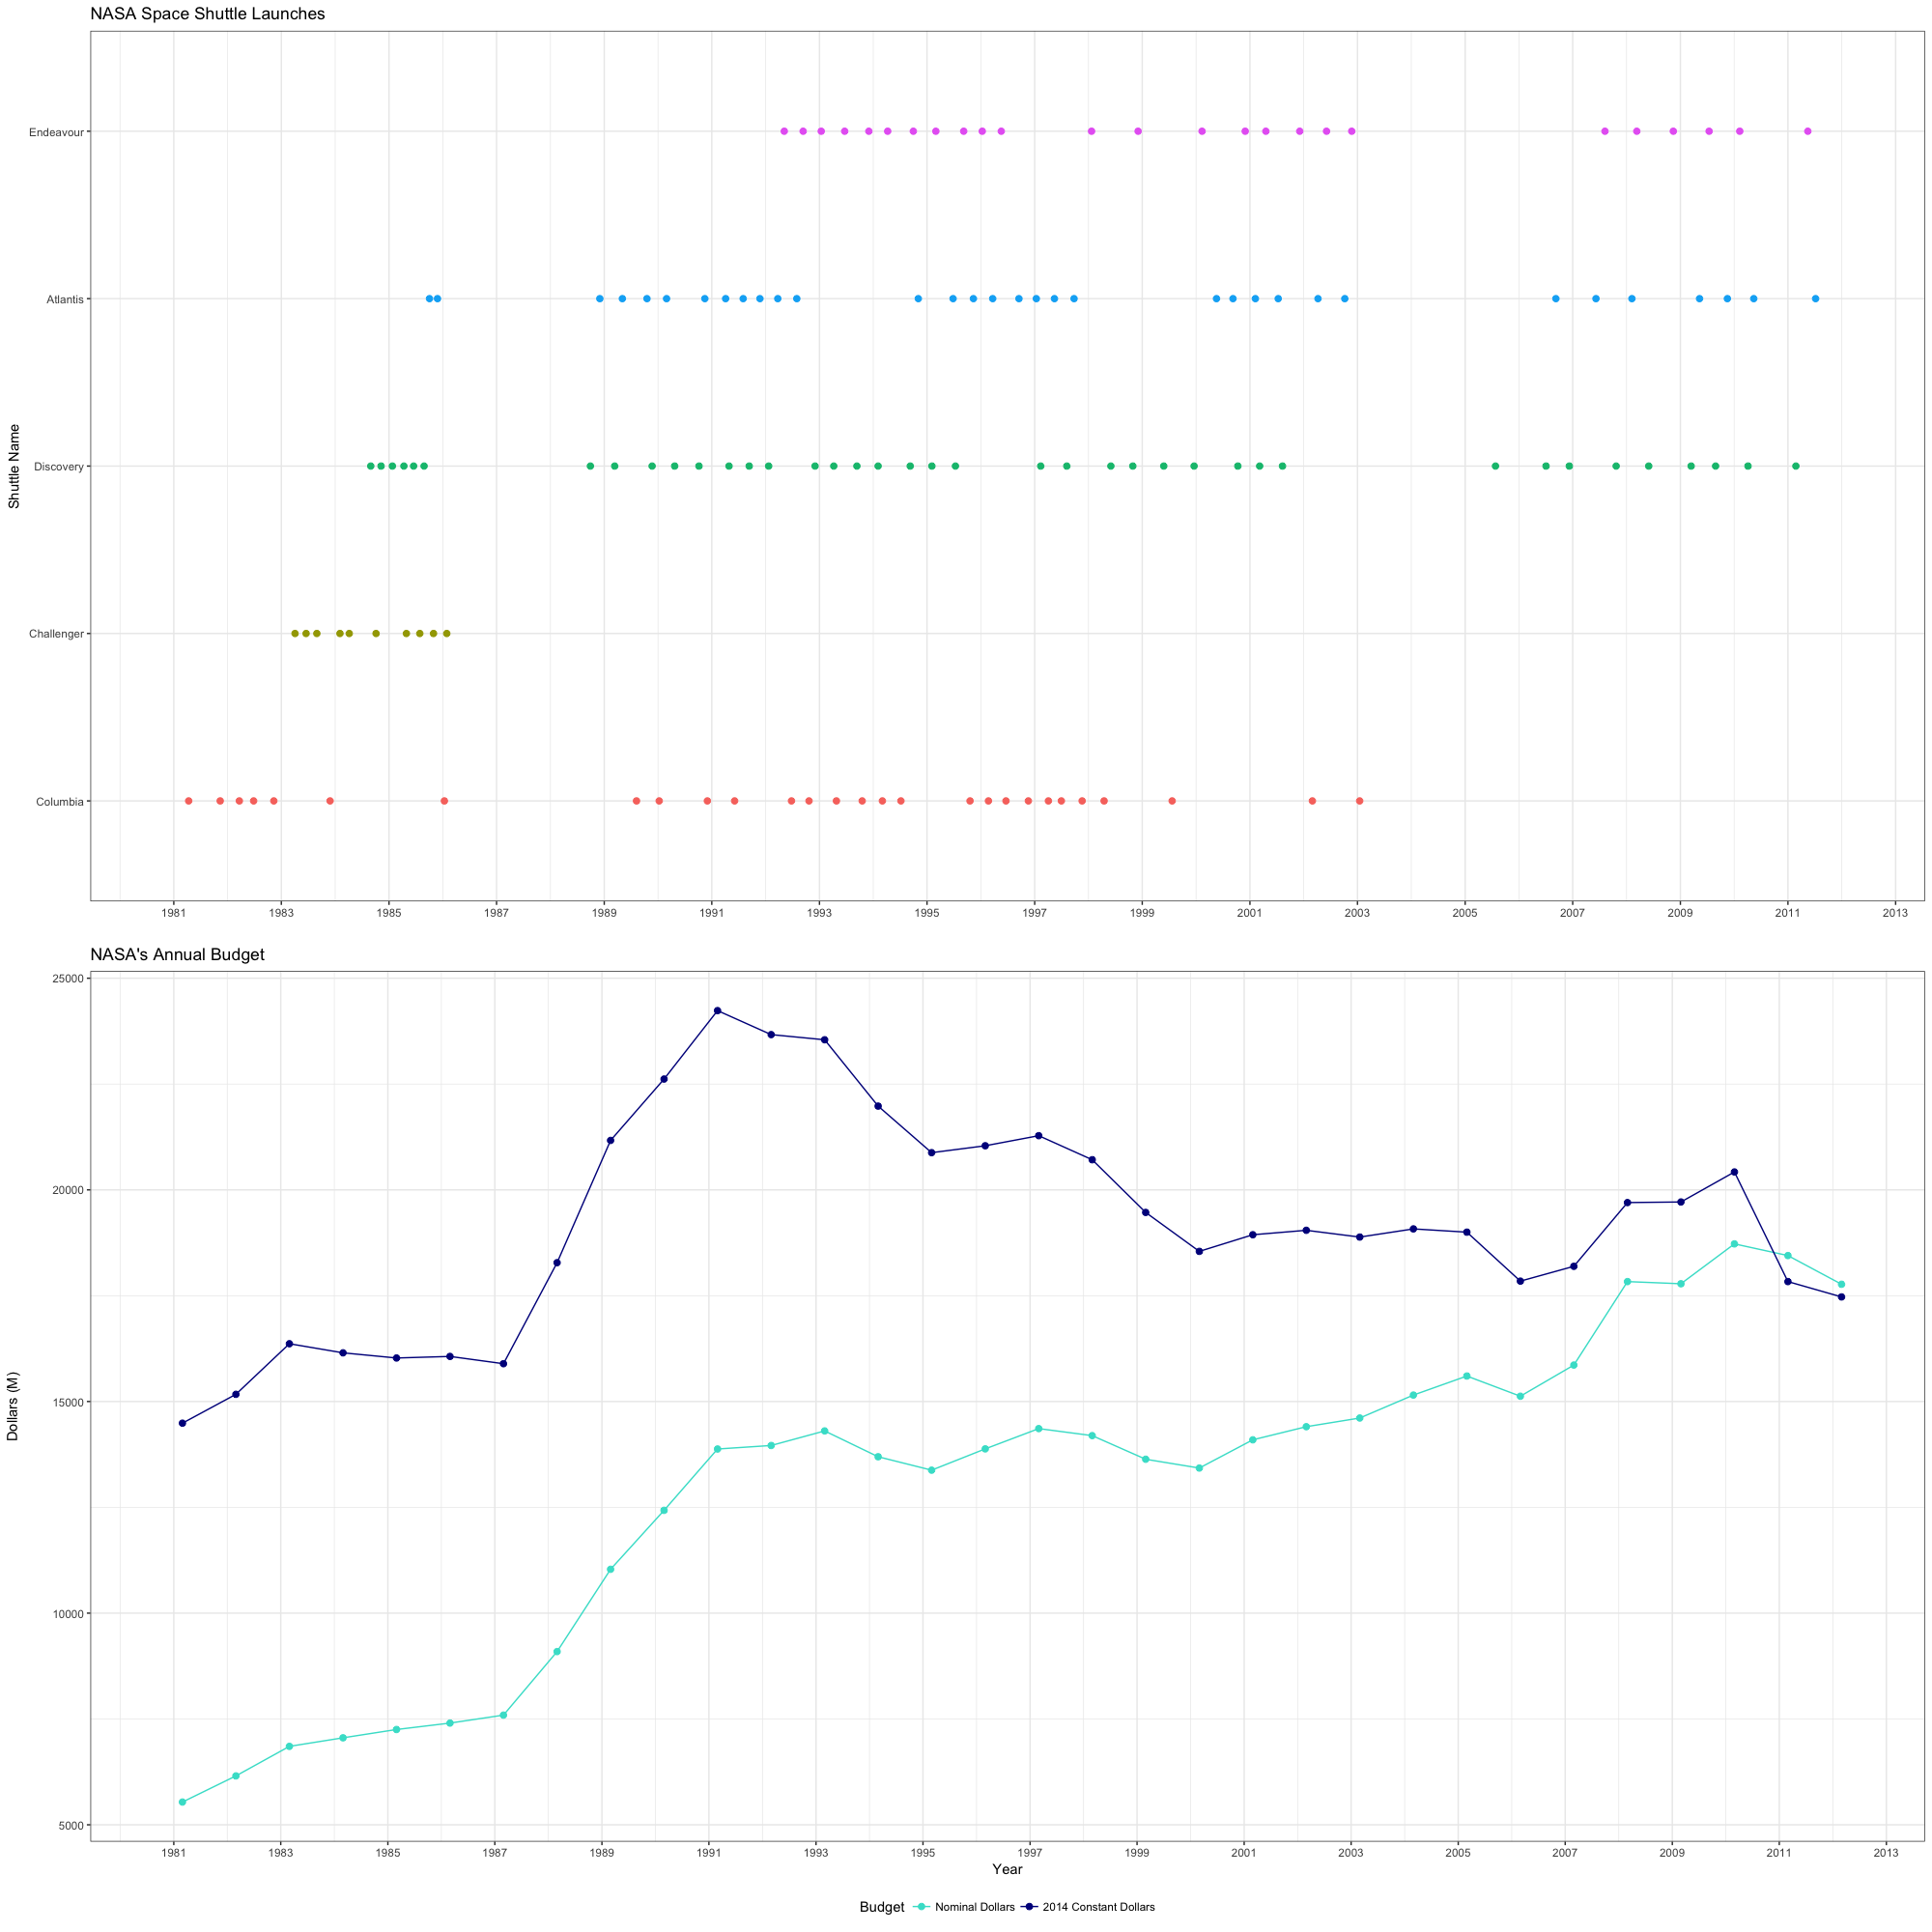 NASA Space Shuttle Launches
Shuttle Name
Endeavour
Atlantis
Discovery
Challenger
Columbia
1981 1983 1985 1987 1989 1991 1993 1995 1997 1999 2001 2003 2005 2007 2009 2011 2013
NASA's Annual Budget
Dollars (M)
25000
20000
15000
10000
5000
1981 1983 1985 1987 1989 1991 1993 1995 1997 1999 2001 2003 2005 2007 2009 2011 2013
Year
Budget Nominal Dollars 2014 Constant Dollars